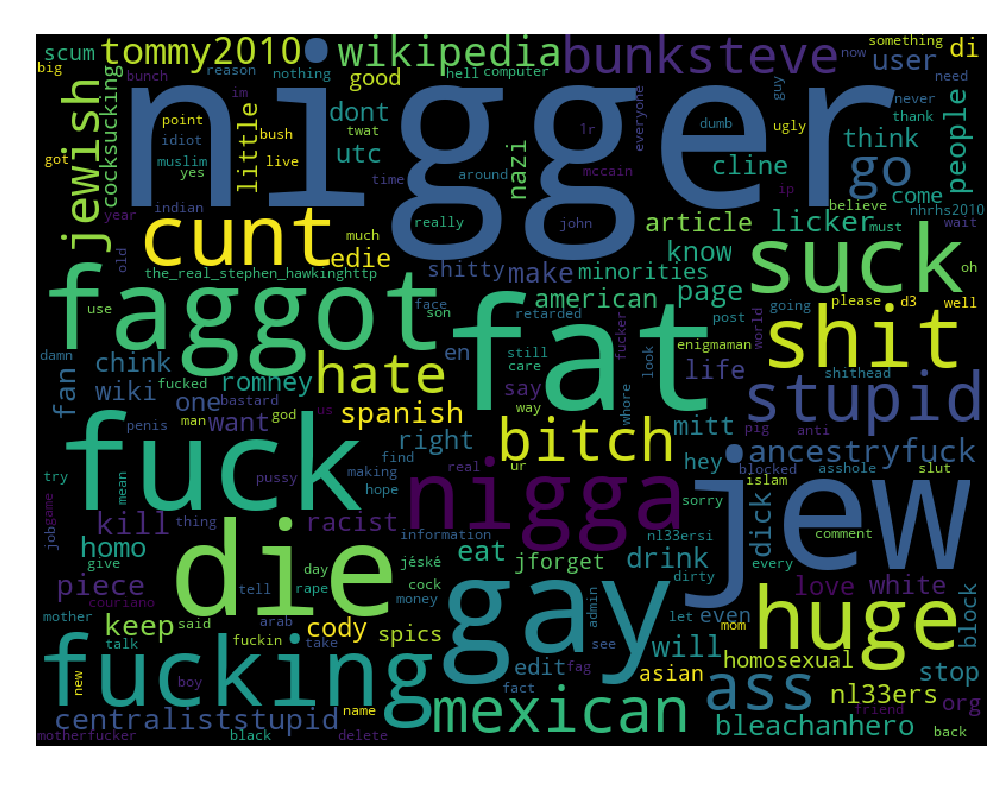 scum
tommy2010
wikipedia
bunksteve
something
now
user
di
big
bunch
reason
nothing
hell
computer
good
im
guy
never
need
jewish
cocksucking
nigger
point
little
dont
twat
1r
everyone
dumb
ugly
thank
people
idiot
bush
got
muslim
yes
live
utc
time
around
nazi
mccain
cline
ip
think
go
come
year
indian
believe
nhrhs2010
cunt
edie
much
really
john
article
licker
must
wait
old
the_real_stephen_hawkinghttp
shitty
make
minorities
know
suck
oh
faggot
face
son
american
page
please
d3
well
use
retarded
fat
post
going
world
fucker
shit
damn
chink
hate
en
still
care
say
look
enigmaman
life
shithead
fan
wiki
fucked
romney
bastard
us
way
whore
stupid
one
want
god
spanish
penis
man
right
bitch
mitt
pig
anti
fuck
find
ur
hey
blocked
ancestryfuck
asshole
slut
try
mean
pussy
making
hope
real
nigga
islam
jew
sorry
job
game
kill
thing
racist
information
nl33ersi
comment
homo
die
eat
jforget
drink
dick
give
day
jéské
dirty
every
piece
couriano
tell
rape
cock
money
gay
admin
love
white
mother
keep
said
arab
cody
spics
let
even
will
mom
huge
block
talk
fuckin
take
see
fucking
boy
edit
fag
asian
homosexual
stop
new
fact
ass
nl33ers
org
name
friend
centraliststupid
mexican
bleachanhero
motherfucker
black
delete
back